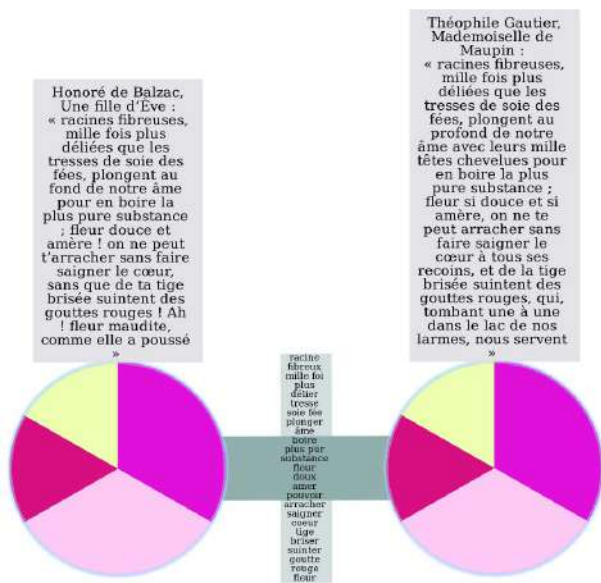 Honoré de Balzac,
Une fille d’Ève :
« racines fibreuses,
mille fois plus
déliées que les
tresses de soie des
fées, plongent au
fond de notre âme
pour en boire la
plus pure substance
; fleur douce et
amère ! on ne peut
t’arracher sans faire
saigner le cœur,
sans que de ta tige
brisée suintent des
gouttes rouges ! Ah
! fleur maudite,
comme elle a poussé
»
racine
fibreux
mille foi
plus
délier
tresse
soie fée
plonger
âme
boire
plus pur
substance
fleur
doux
amer
pouvoir
arracher
saigner
coeur
tige
briser
suinter
goutte
rouge
fleur
Théophile Gautier,
Mademoiselle de
Maupin :
« racines fibreuses,
mille fois plus
déliées que les
tresses de soie des
fées, plongent au
profond de notre
âme avec leurs mille
têtes chevelues pour
en boire la plus
pure substance ;
fleur si douce et si
amère, on ne te
peut arracher sans
faire saigner le
cœur à tous ses
recoins, et de la tige
brisée suintent des
gouttes rouges, qui,
tombant une à une
dans le lac de nos
larmes, nous servent
»